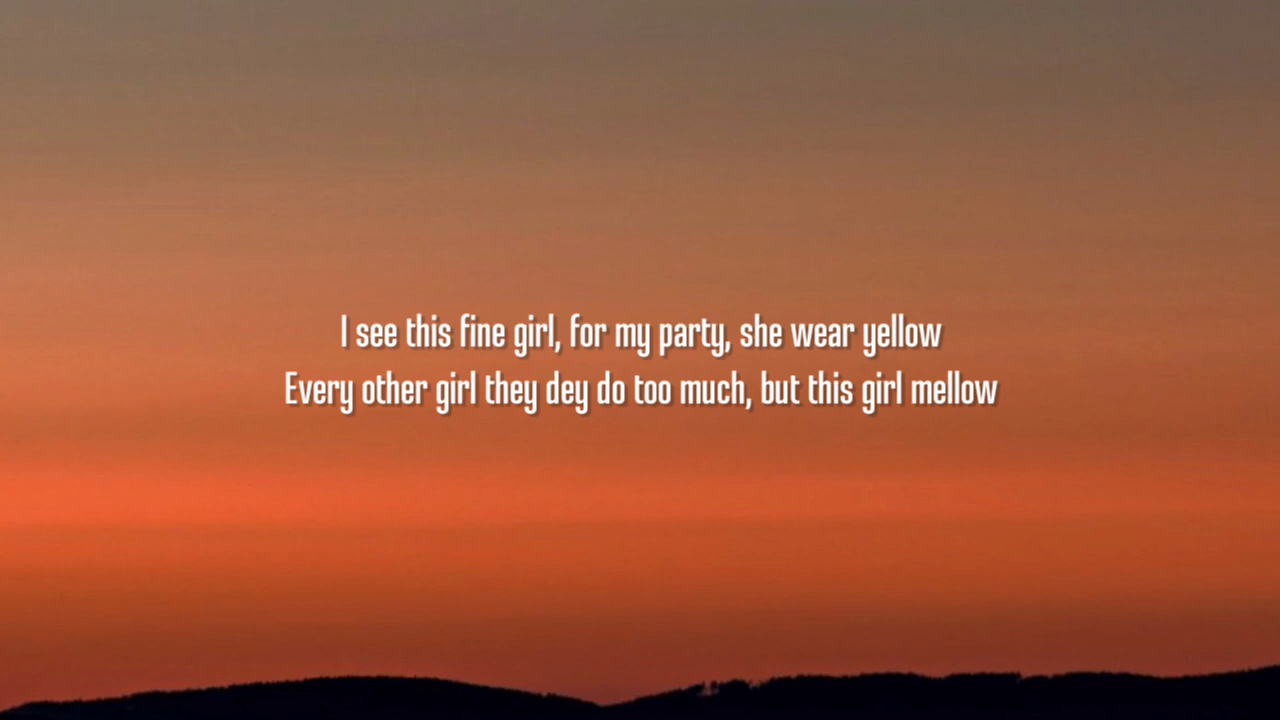 I see this fine girl, for my party, she wear yellow
Every other girl they dey do too much, but this girl mellow